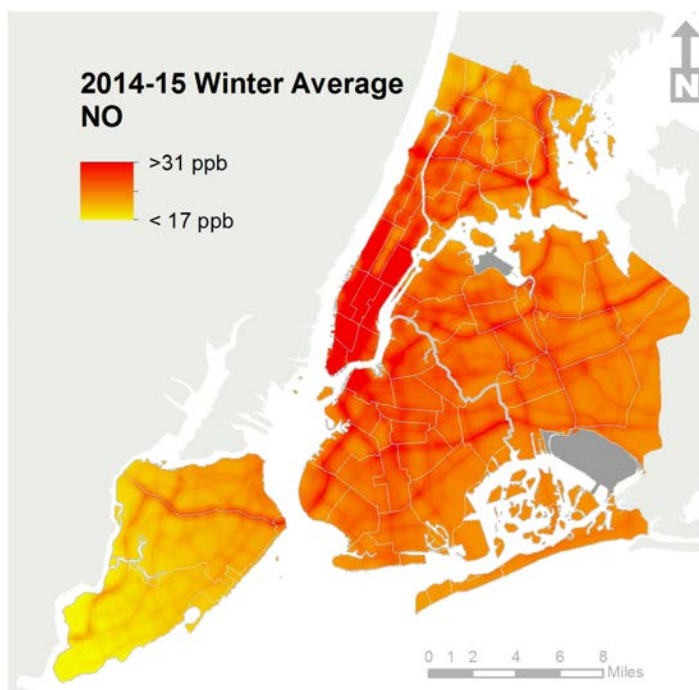 2014-15 Winter Average
NO
>31 ppb
< 17 ppb
N
0 1 2 4 6 8
Miles